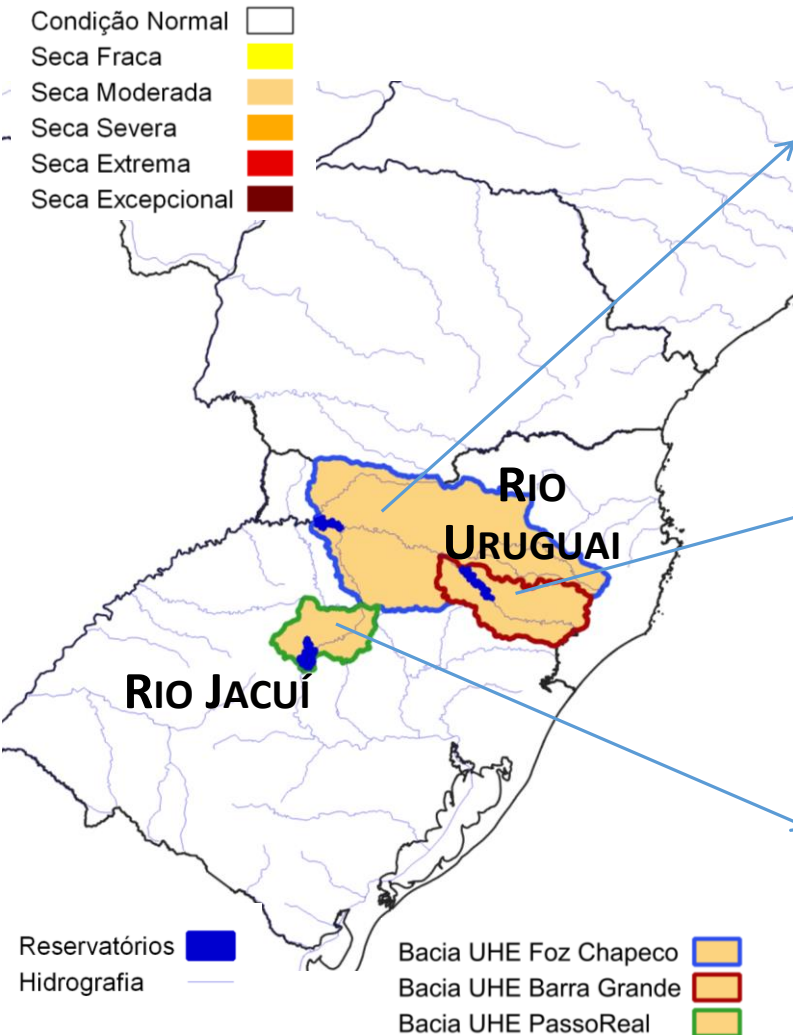 Condição Normal
Seca Fraca
Seca Moderada
Seca Severa
Seca Extrema
Seca Excepcional
RIO
URUGUAI
RIO JACUÍ
Reservatórios
Hidrografia
Bacia UHE Foz Chapeco
Bacia UHE Barra Grande
Bacia UHE PassoReal